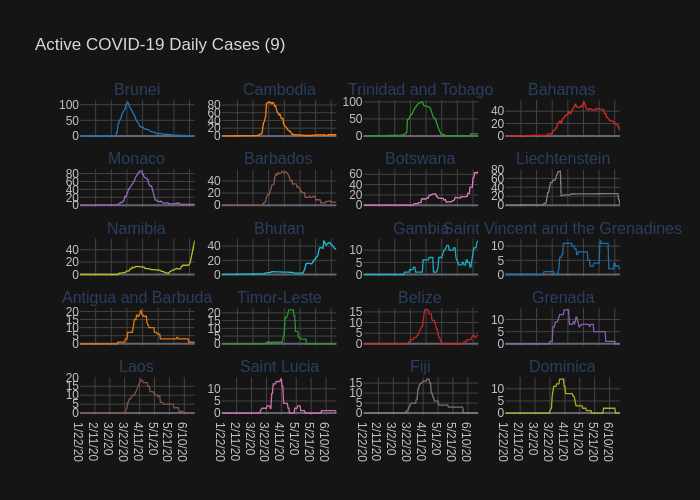 Active COVID-19 Daily Cases (9)
Brunei Cambodia Trinidad and Tobago Bahamas
100 50 0 80 60 40 20 0 100 50 0 40 20 0
Monaco Barbados Botswana Liechtenstein
80 60 40 20 0 40 20 0 60 40 20 0 80 60 40 20 0
Namibia Bhutan Gambia Saint Vincent and the Grenadines
40 20 0 40 20 0 10 5 0 10 5 0
Antigua and Barbuda Timor-Leste Belize Grenada
20 15 10 5 0 20 15 10 5 0 15 10 5 0 10 5 0
Laos Saint Lucia Fiji Dominica
20 15 10 5 0 10 5 0 15 10 5 0 10 5 0
1/22/20 2/11/20 3/2/20 3/22/20 4/11/20 5/1/20 5/21/20 6/10/20 1/22/20 2/11/20 3/2/20 3/22/20 4/11/20 5/1/20 5/21/20 6/10/20 1/22/20 2/11/20 3/2/20 3/22/20 4/11/20 5/1/20 5/21/20 6/10/20 1/22/20 2/11/20 3/2/20 3/22/20 4/11/20 5/1/20 5/21/20 6/10/20